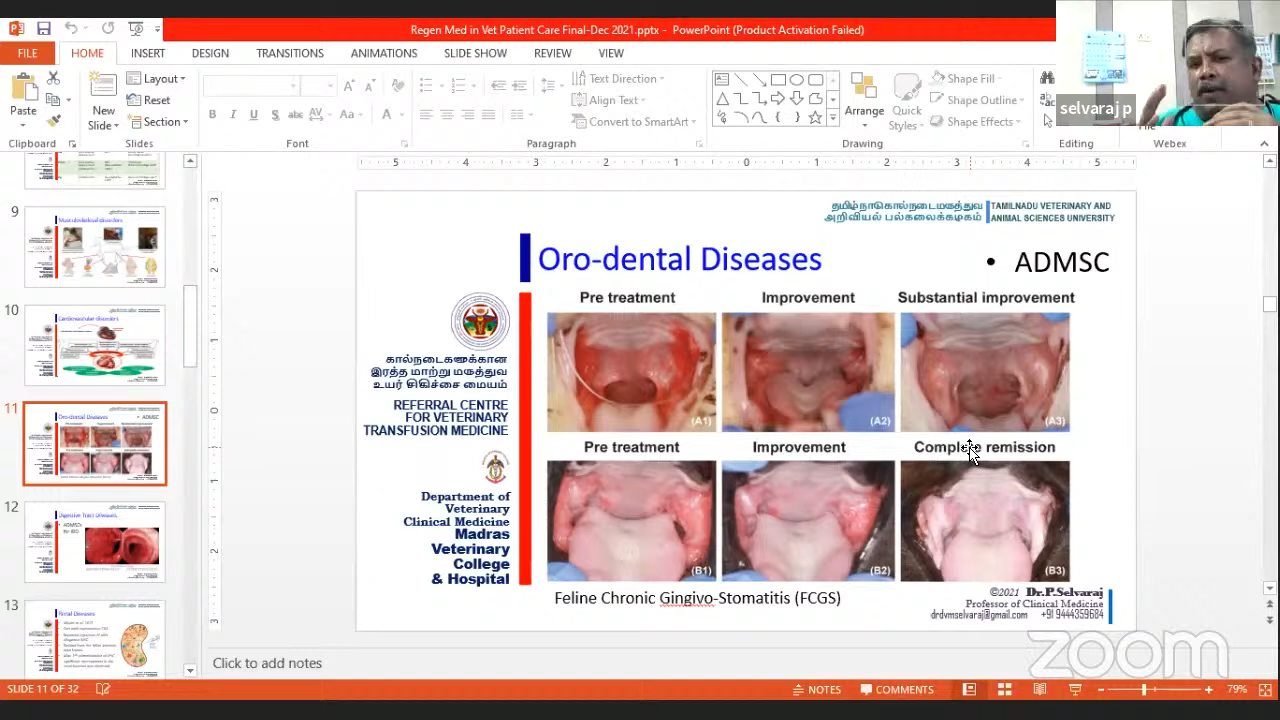 Regen Med in Vet Patient Care Final-Dec 2021.pptx - PowerPoint (Product Activation Failed)
FILE HOME INSERT DESIGN TRANSITIONS ANIMATIONS SLIDE SHOW REVIEW VIEW
selvaraj p
Paste
New
Slide
Layout
Reset
Section
Text Direction
Align Text
Convert to SmartArt
Arrange
Quick
Styles
Shape Fill
Shape Outline
Shape Effects
Clipboard Slides Font Paragraph Drawing Editing Webex
9
Musculoskeletal disorders
10
Cardiovascular disorders
11
Oro-dental Diseases
ADMSC
12
Digestive Tract Diseases
13
Renal Diseases
தமிழ்நாடு கால்நடை மருத்துவ
அறிவியல் பல்கலைக்கழகம்
TAMILNADU VETERINARY AND
ANIMAL SCIENCES UNIVERSITY
Oro-dental Diseases
• ADMSC
Pre treatment Improvement Substantial improvement
(A1) (A2) (A3)
Pre treatment Improvement Complete remission
(B1) (B2) (B3)
Feline Chronic Gingivo-Stomatitis (FCGS)
கால்நடைகளுக்கான
இரத்த மாற்று மருத்துவ
உயர் சிகிச்சை மையம்
REFERRAL CENTRE
FOR VETERINARY
TRANSFUSION MEDICINE
Department of
Veterinary
Clinical Medicine
Madras
Veterinary
College
& Hospital
©2021 Dr.P.Selvaraj
Professor of Clinical Medicine
drdvmselvaraj@gmail.com +91 9444359684
Click to add notes
zoom
SLIDE 11 OF 32 NOTES COMMENTS 79%